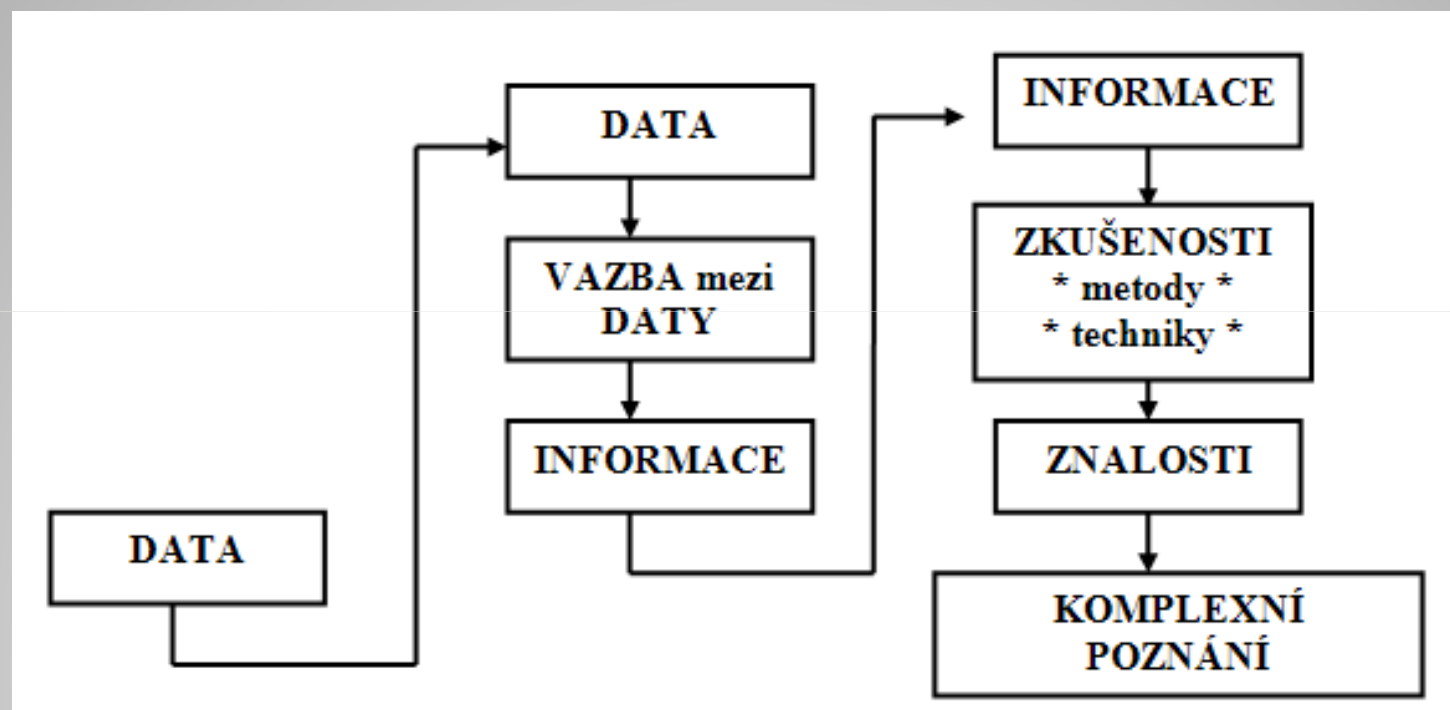 DATA
DATA
VAZBA mezi
DATY
INFORMACE
INFORMACE
ZKUŠENOSTI
* metody *
* techniky *
ZNALOSTI
KOMPLEXNÍ
POZNÁNÍ